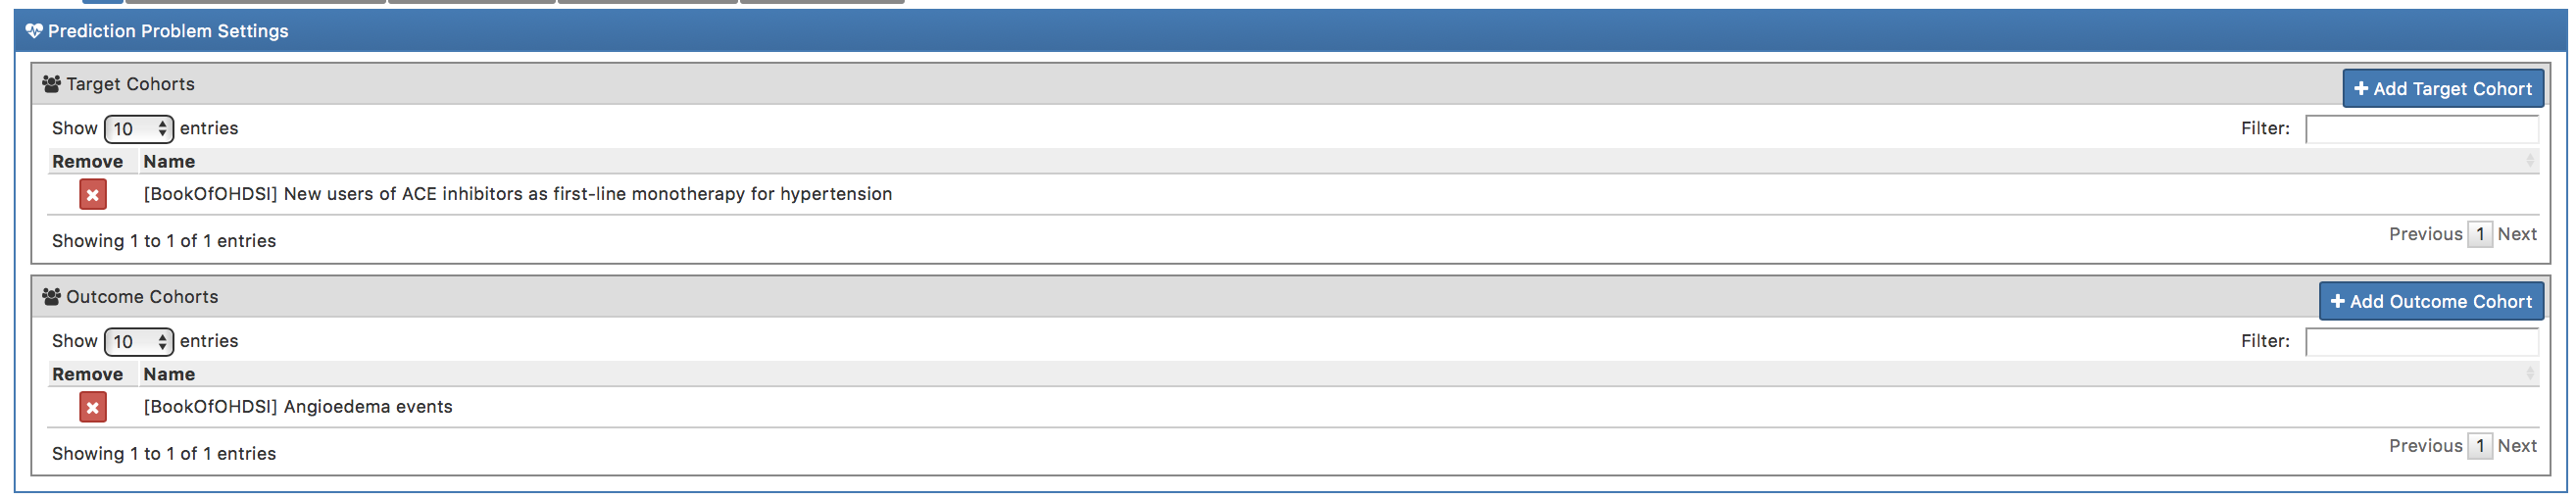 Prediction Problem Settings
Target Cohorts
Add Target Cohort
Show 10 entries
Filter:
Remove Name
[BookOfOHDSI] New users of ACE inhibitors as first-line monotherapy for hypertension
Showing 1 to 1 of 1 entries
Previous 1 Next
Outcome Cohorts
Add Outcome Cohort
Show 10 entries
Filter:
Remove Name
[BookOfOHDSI] Angioedema events
Showing 1 to 1 of 1 entries
Previous 1 Next